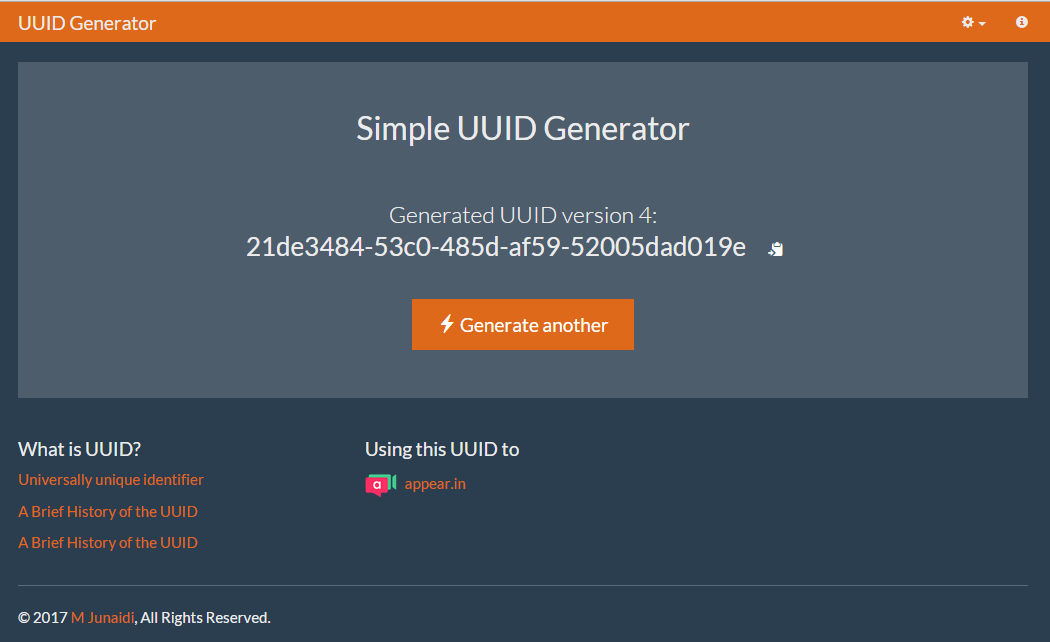 UUID Generator
Simple UUID Generator
Generated UUID version 4:
21de3484-53c0-485d-af59-52005dad019e
Generate another
What is UUID?
Universally unique identifier
A Brief History of the UUID
A Brief History of the UUID
Using this UUID to
a appear.in
© 2017 M Junaidi, All Rights Reserved.